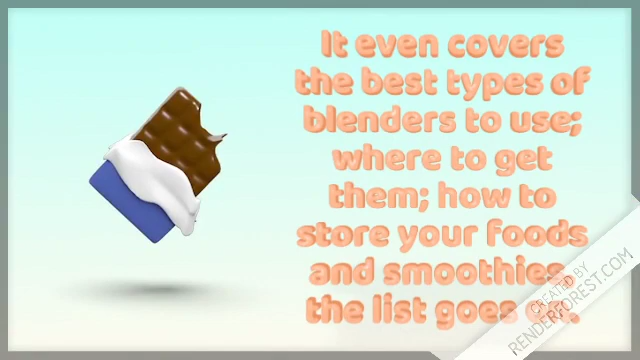 It even covers
the best types of
blenders to use;
where to get
them; how to
store your foods
and smoothies,
the list goes on.
CREATED BY
RENDERFOREST.COM